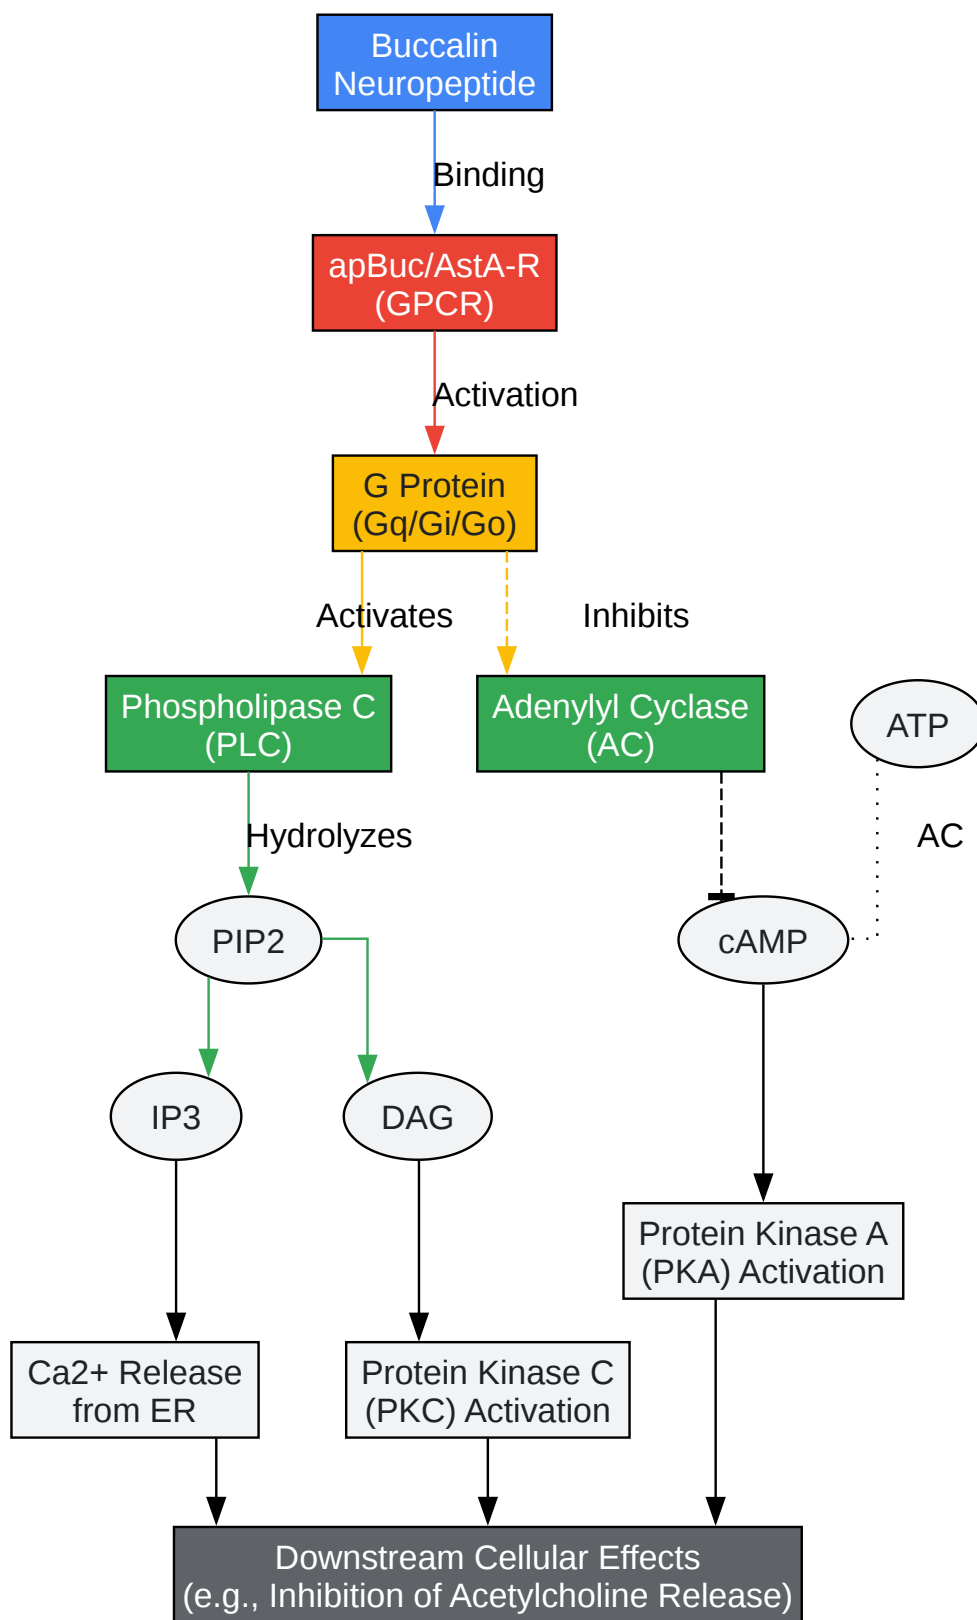 Buccalin
Neuropeptide
Binding
apBuc/AstA-R
(GPCR)
Activation
G Protein
(Gq/Gi/Go)
Activates
Inhibits
Phospholipase C
(PLC)
Adenylyl Cyclase
(AC)
ATP
Hydrolyzes
AC
PIP2
cAMP
IP3
DAG
Protein Kinase A
(PKA) Activation
Ca2+ Release
from ER
Protein Kinase C
(PKC) Activation
Downstream Cellular Effects
(e.g., Inhibition of Acetylcholine Release)